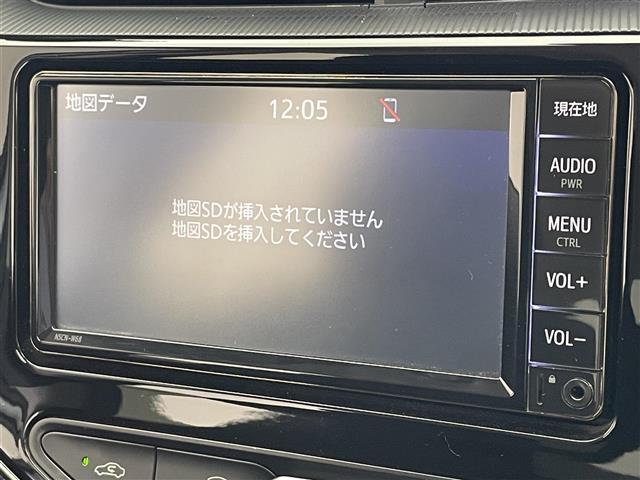 地図データ
12:05
地図SDが挿入されていません
地図SDを挿入してください
現在地
AUDIO
PWR
MENU
CTRL
VOL+
VOL-
NSCN-W68